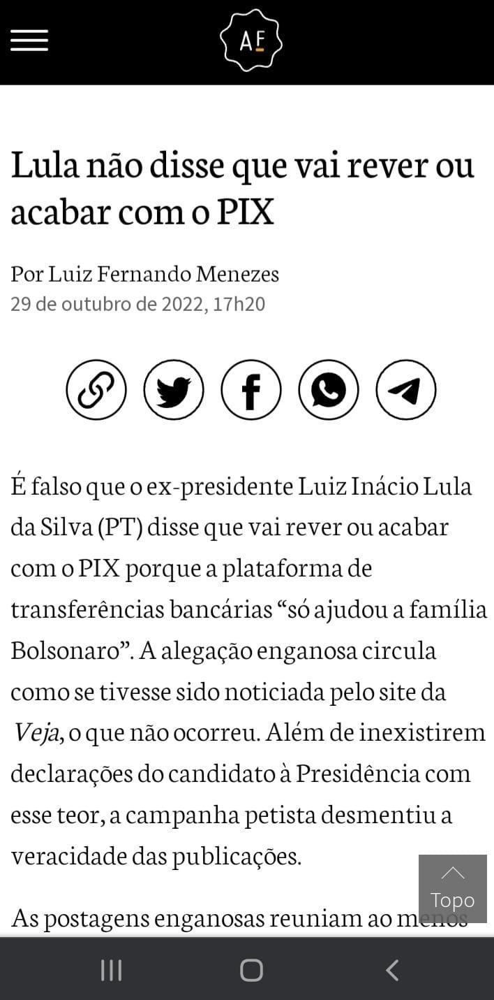 AF
Lula não disse que vai rever ou
acabar com o PIX
Por Luiz Fernando Menezes
29 de outubro de 2022, 17h20
É falso que o ex-presidente Luiz Inácio Lula
da Silva (PT) disse que vai rever ou acabar
com o PIX porque a plataforma de
transferências bancárias “só ajudou a família
Bolsonaro”. A alegação enganosa circula
como se tivesse sido noticiada pelo site da
Veja, o que não ocorreu. Além de inexistirem
declarações do candidato à Presidência com
esse teor, a campanha petista desmentiu a
veracidade das publicações.
As postagens enganosas reuniam ao menos
Topo